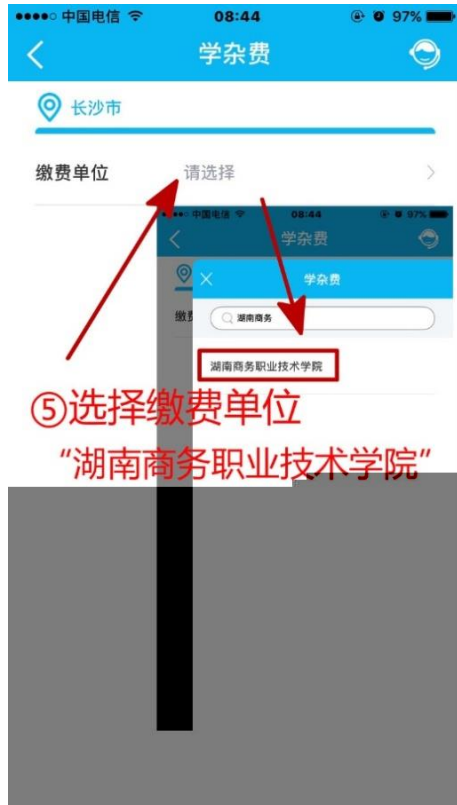 中国电信 08:44 97%
学杂费
长沙市
缴费单位 请选择
中国电信 08:44 97%
学杂费
学杂费
缴费
湖南商务
湖南商务职业技术学院
⑤选择缴费单位
“湖南商务职业技术学院”